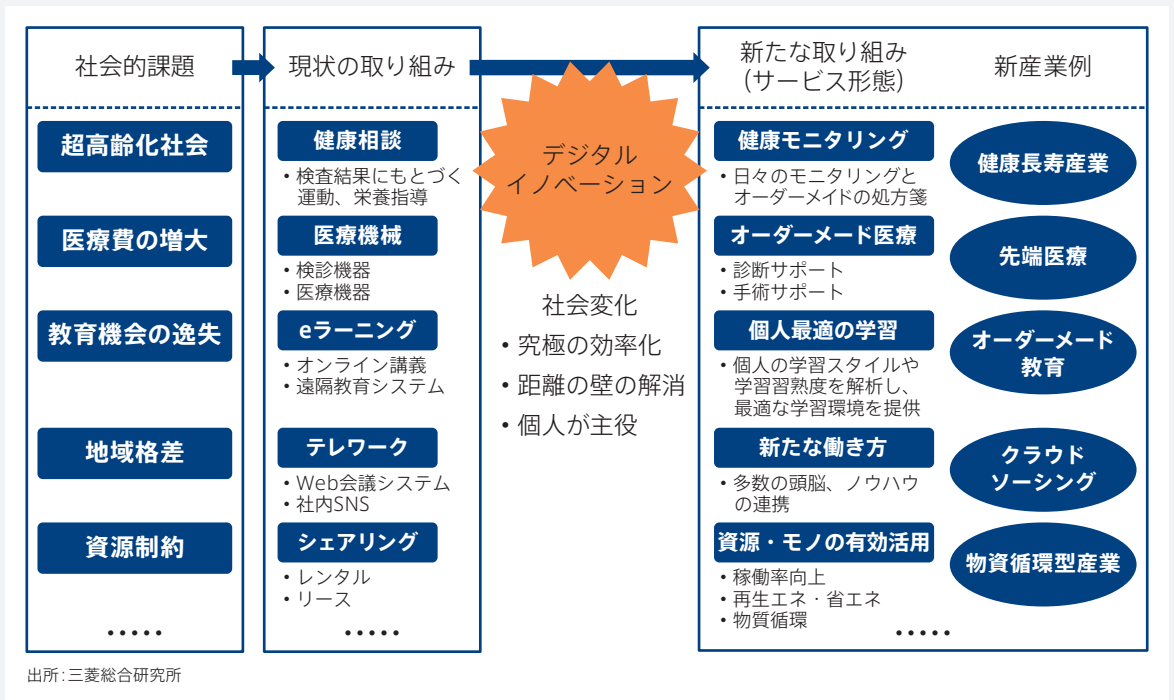 社会的課題
現状の取り組み
新たな取り組み
（サービス形態）
新産業例
超高齢化社会
医療費の増大
教育機会の逸失
地域格差
資源制約
・・・・・
健康相談
・検査結果にもとづく
運動、栄養指導
医療機械
・検診機器
・医療機器
eラーニング
・オンライン講義
・遠隔教育システム
テレワーク
・Web会議システム
・社内SNS
シェアリング
・レンタル
・リース
・・・・・
デジタル
イノベーション
社会変化
・究極の効率化
・距離の壁の解消
・個人が主役
健康モニタリング
・日々のモニタリングと
オーダーメイドの処方箋
オーダーメード医療
・診断サポート
・手術サポート
個人最適の学習
・個人の学習スタイルや
学習習熟度を解析し、
最適な学習環境を提供
新たな働き方
・多数の頭脳、ノウハウ
の連携
資源・モノの有効活用
・稼働率向上
・再生エネ・省エネ
・物質循環
・・・・・
健康長寿産業
先端医療
オーダーメード
教育
クラウド
ソーシング
物資循環型産業
出所：三菱総合研究所